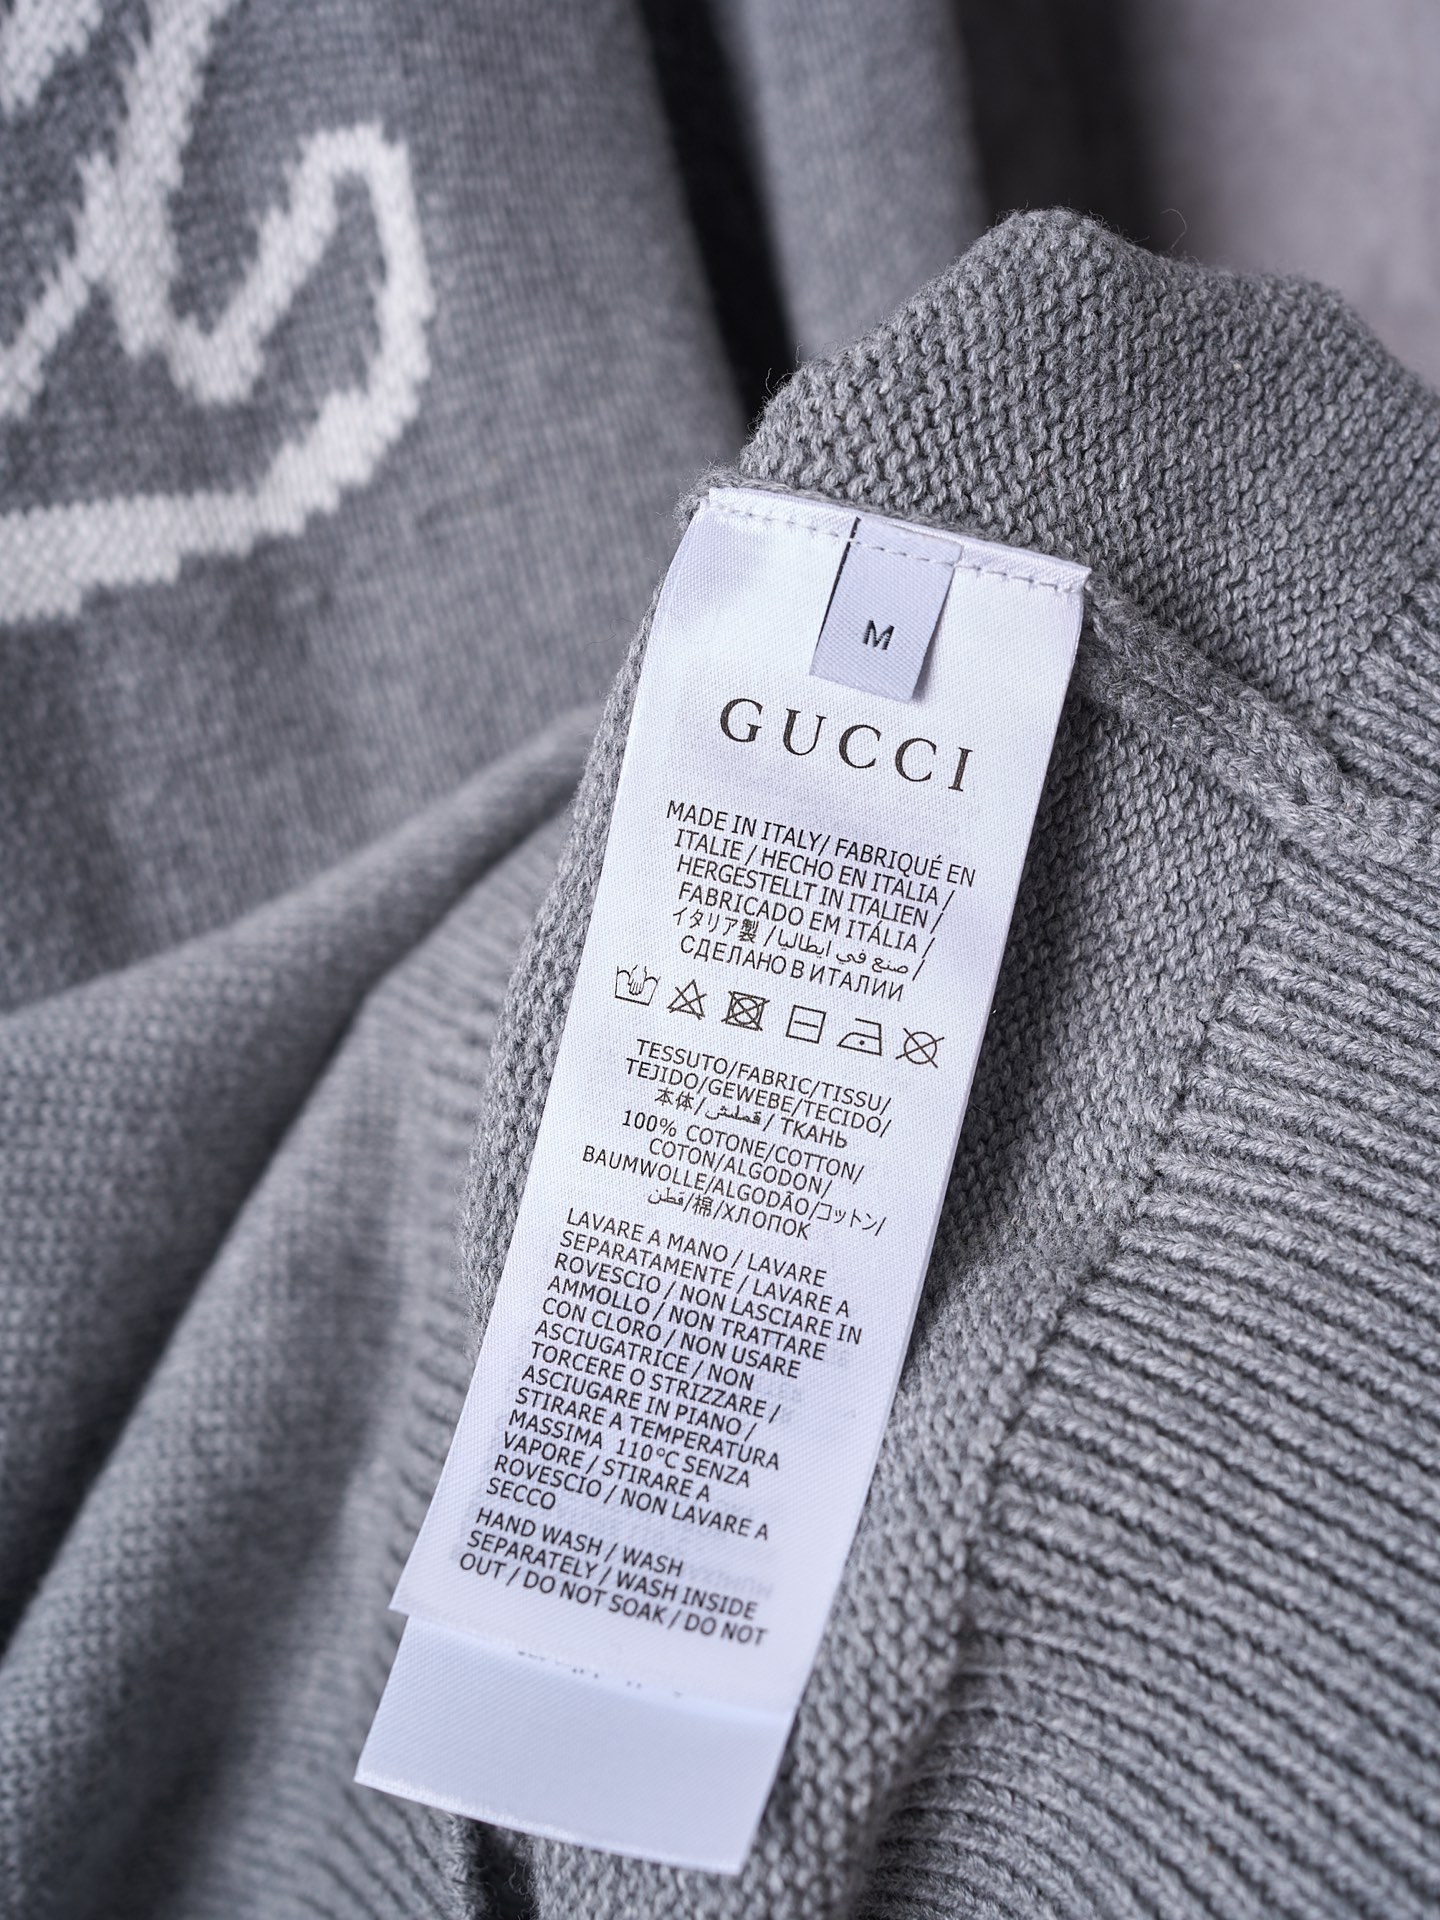 M
GUCCI
MADE IN ITALY/ FABRIQUÉ EN
ITALIE / HECHO EN ITALIA /
HERGESTELLT IN ITALIEN /
FABRICADO EM ITÁLIA /
イタリア製 / صنع في ايطاليا /
СДЕЛАНО В ИТАЛИИ
TESSUTO/FABRIC/TISSU/
TEJIDO/GEWEBE/TECIDO/
本体/قطش/ ТКАНЬ
100% COTONE/COTTON/
COTON/ALGODON/
BAUMWOLLE/ALGODÃO/コットン/
قطن/棉/ХЛОПОК
LAVARE A MANO / LAVARE
SEPARATAMENTE / LAVARE A
ROVESCIO / NON LASCIARE IN
AMMOLLO / NON TRATTARE
CON CLORO / NON USARE
ASCIUGATRICE / NON
TORCERE O STRIZZARE /
ASCIUGARE IN PIANO /
STIRARE A TEMPERATURA
MASSIMA 110°C SENZA
VAPORE / STIRARE A
ROVESCIO / NON LAVARE A
SECCO
HAND WASH / WASH
SEPARATELY / WASH INSIDE
OUT / DO NOT SOAK / DO NOT